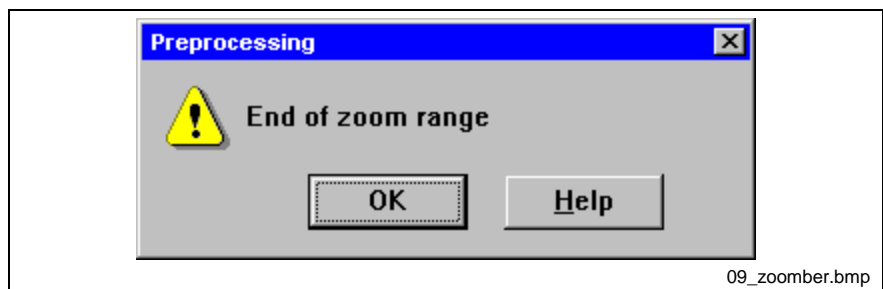 Preprocessing
End of zoom range
OK
Help
09_zoomber.bmp